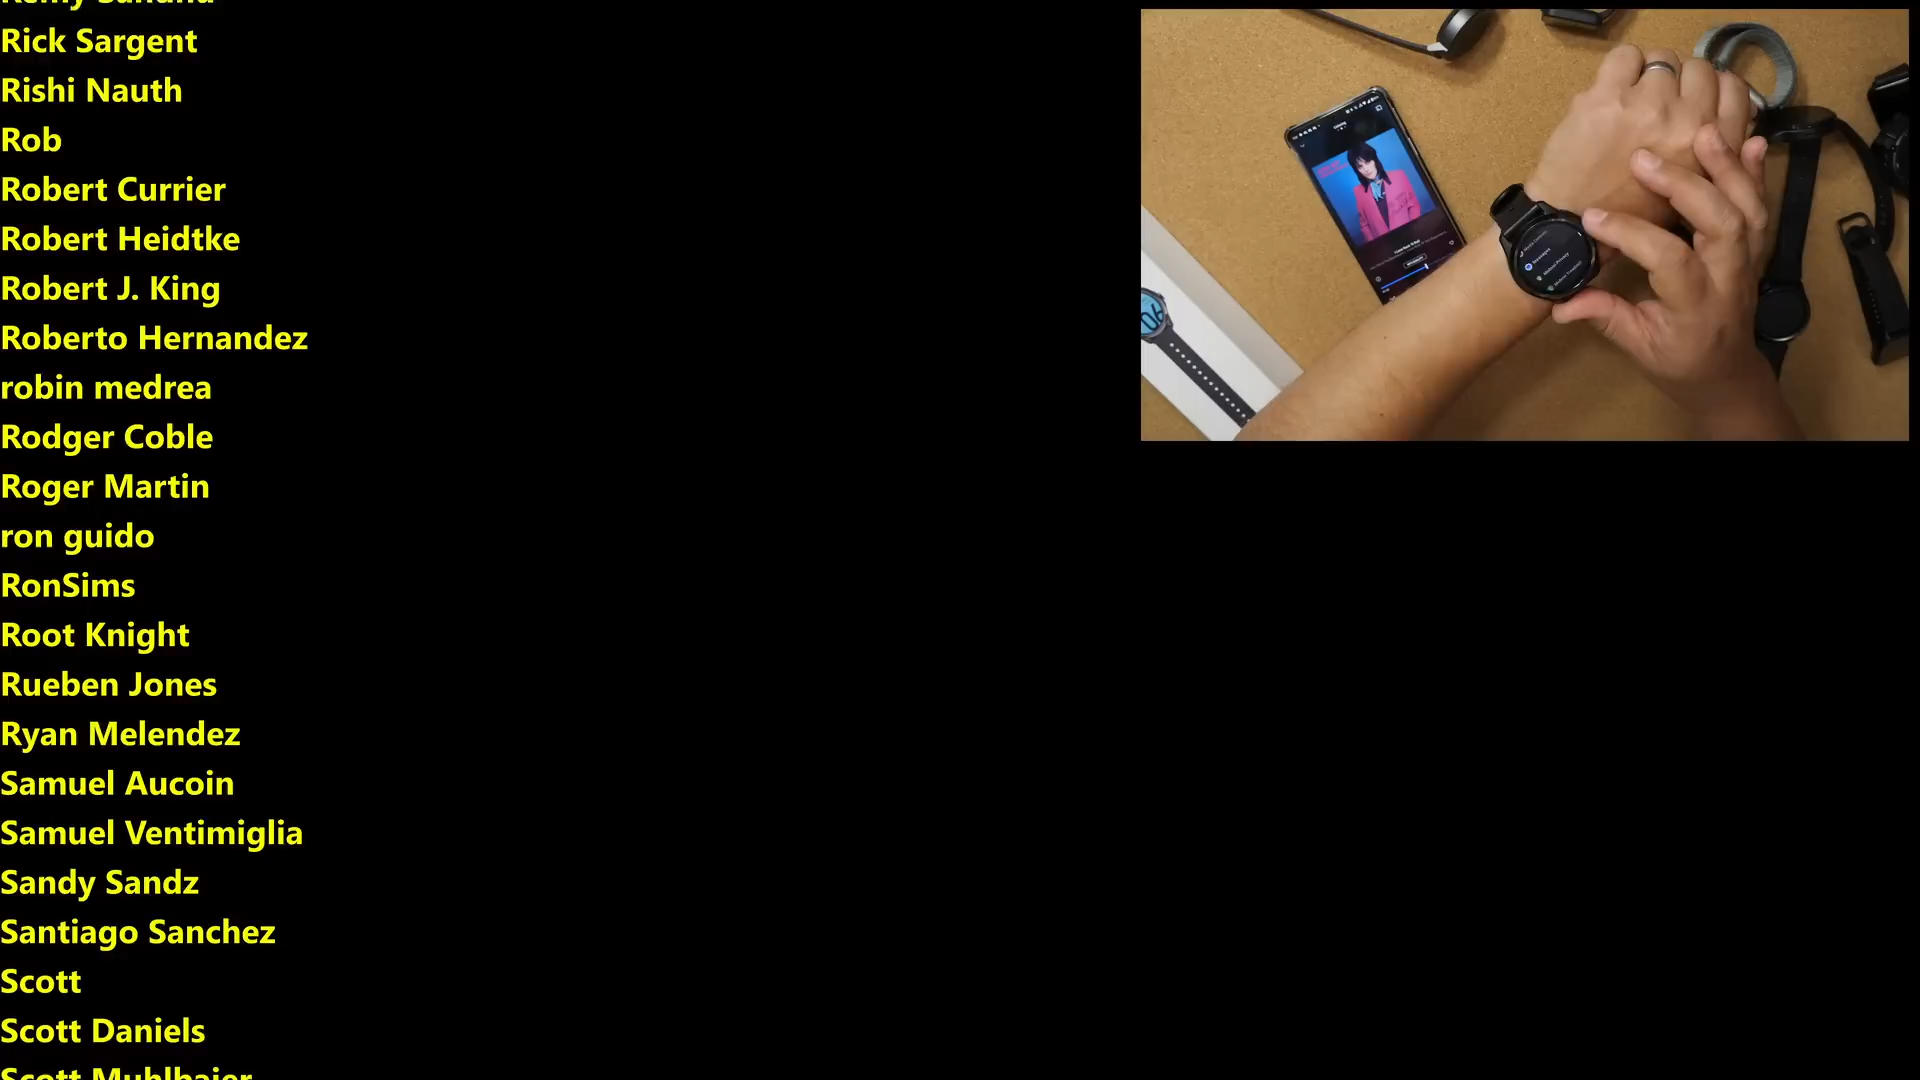 Rick Sargent
Rishi Nauth
Rob
Robert Currier
Robert Heidtke
Robert J. King
Roberto Hernandez
robin medrea
Rodger Coble
Roger Martin
ron guido
RonSims
Root Knight
Rueben Jones
Ryan Melendez
Samuel Aucoin
Samuel Ventimiglia
Sandy Sandz
Santiago Sanchez
Scott
Scott Daniels
Scott Muhlbaier